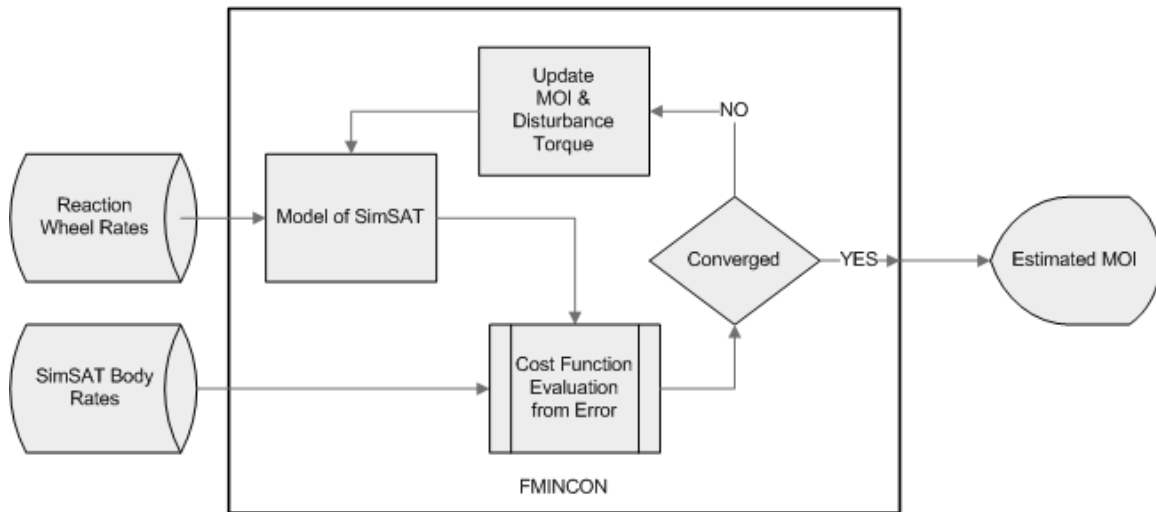 Update
MOI &
Disturbance
Torque
NO
Reaction
Wheel Rates
Model of SimSAT
Converged
YES
Estimated MOI
SimSAT Body
Rates
Cost Function
Evaluation
from Error
FMINCON